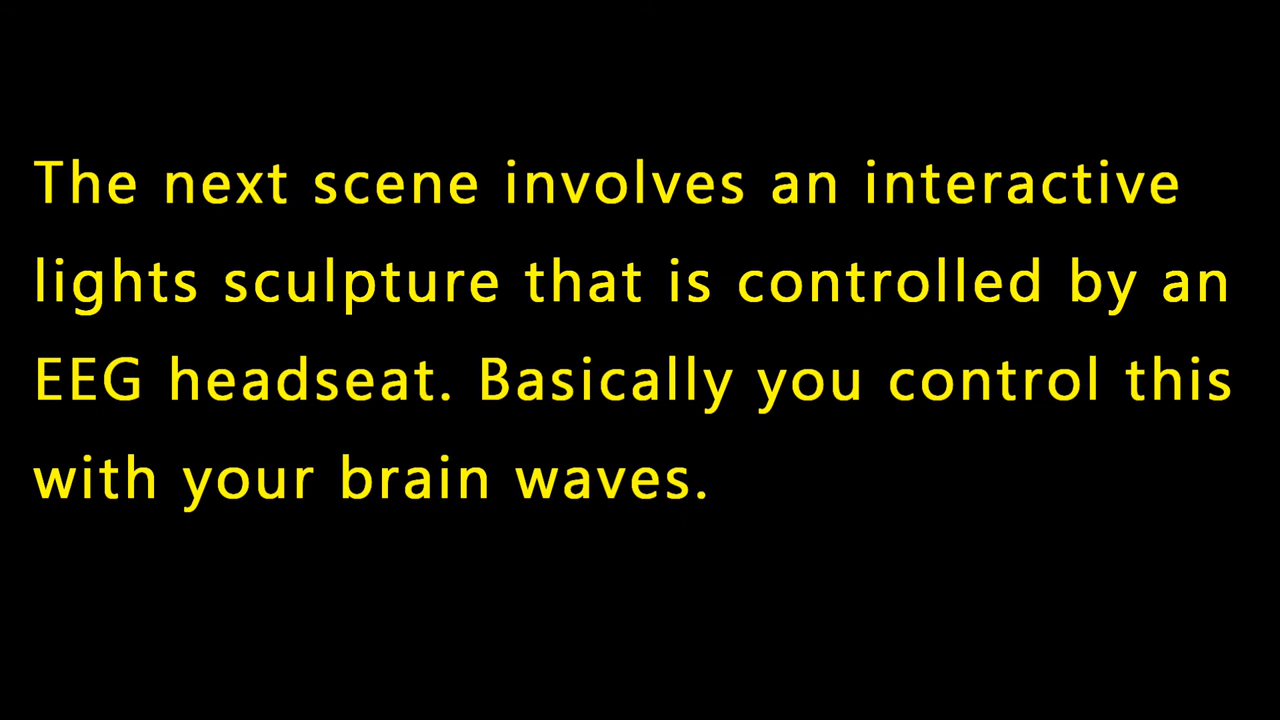 The next scene involves an interactive
lights sculpture that is controlled by an
EEG headseat. Basically you control this
with your brain waves.